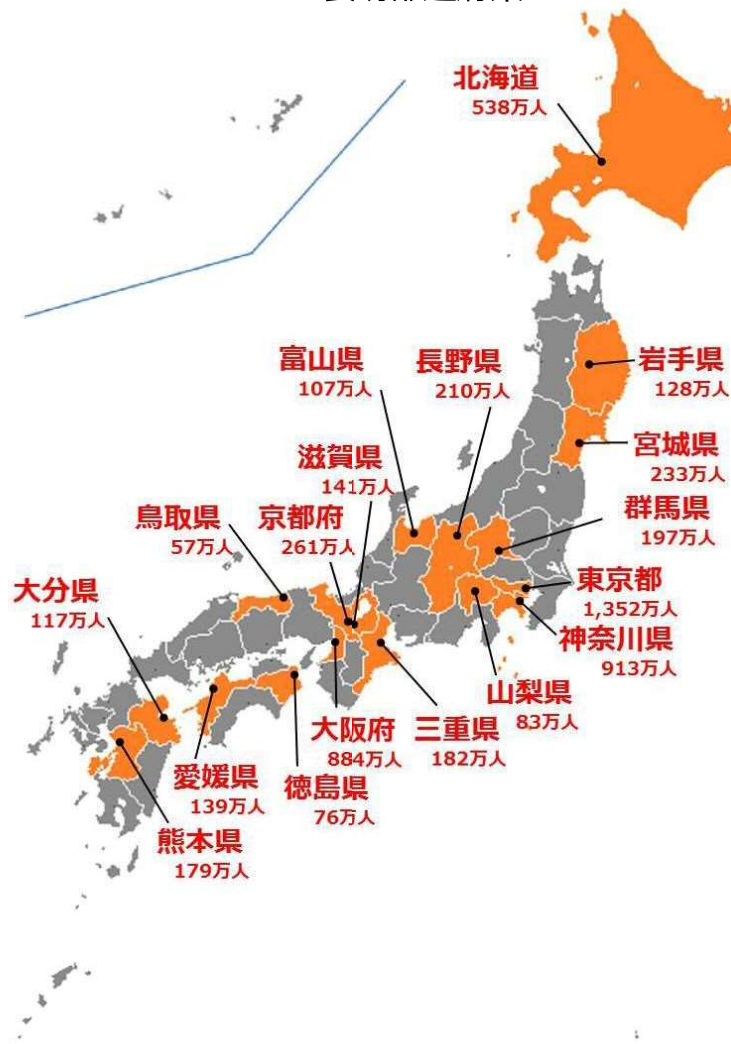 北海道
538万人
富山県
107万人
長野県
210万人
岩手県
128万人
宮城県
233万人
滋賀県
141万人
群馬県
197万人
鳥取県
57万人
京都府
261万人
東京都
1,352万人
大分県
117万人
神奈川県
913万人
山梨県
83万人
大阪府
884万人
三重県
182万人
愛媛県
139万人
徳島県
76万人
熊本県
179万人